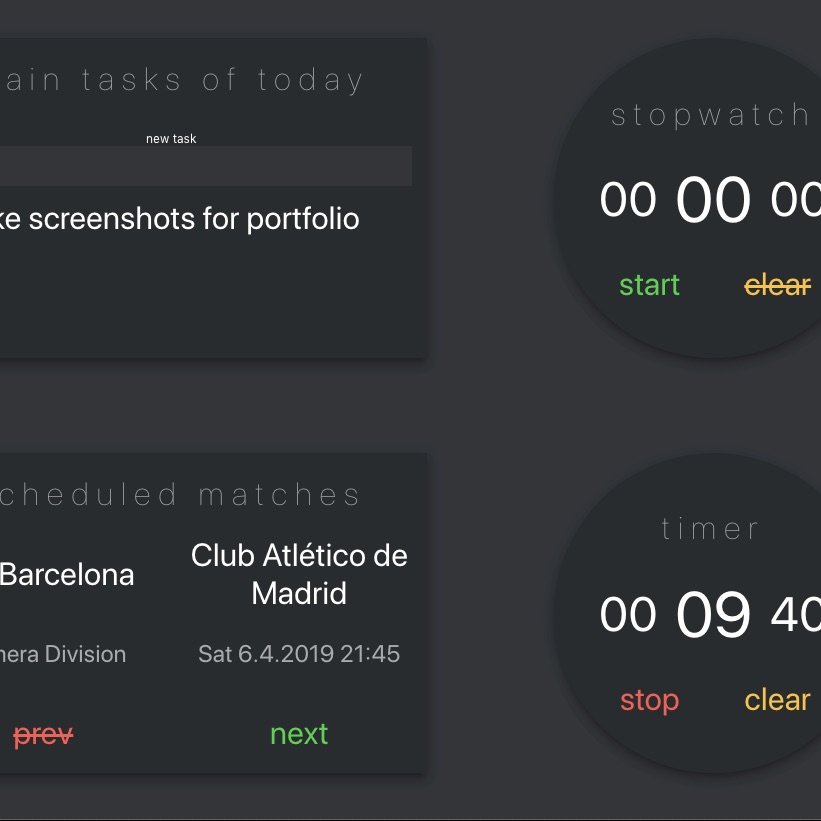 ain tasks of today
new task
ke screenshots for portfolio
stopwatch
00 00 00
start clear
cheduled matches
Barcelona
Club Atlético de
Madrid
nera Division
Sat 6.4.2019 21:45
prev next
timer
00 09 40
stop clear